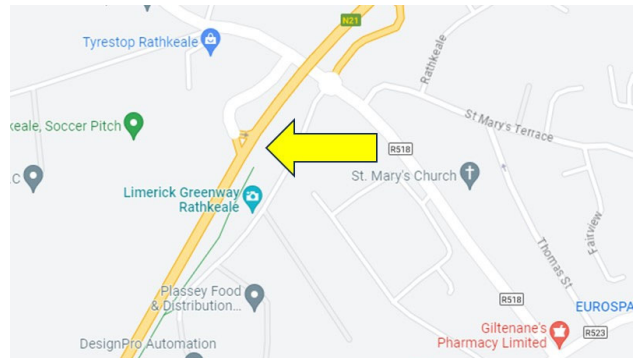 N21
Tyrestop Rathkeale
Rathkeale
St Mary's Terrace
keale, Soccer Pitch
R518
C
St. Mary's Church
Limerick Greenway
Rathkeale
Fairview
Thomas St
Plassey Food
& Distribution...
R518
EUROSPA
Giltenane's
Pharmacy Limited
R523
DesignPro Automation